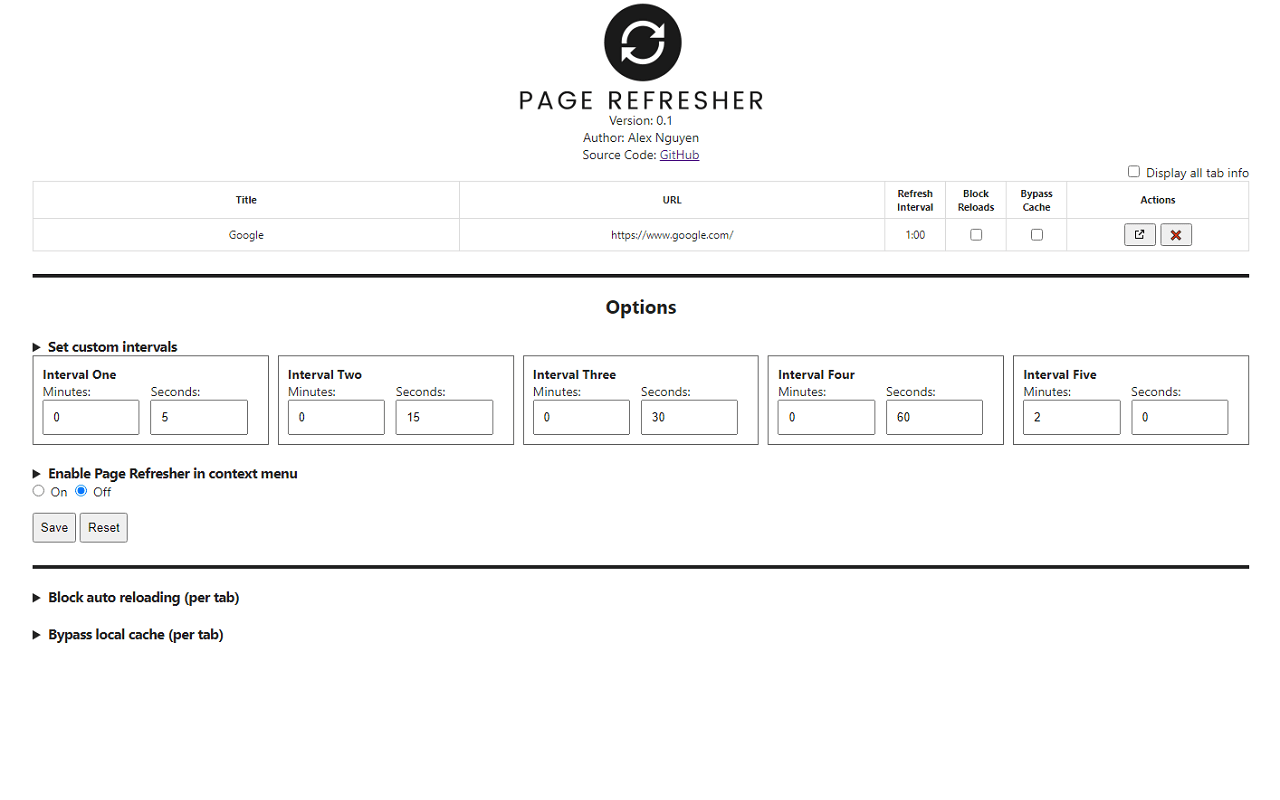 PAGE REFRESHER
Version: 0.1
Author: Alex Nguyen
Source Code: GitHub
Display all tab info
Title URL Refresh Interval Block Reloads Bypass Cache Actions
Google https://www.google.com/ 1:00
Options
Set custom intervals
Interval One Interval Two Interval Three Interval Four Interval Five
Minutes: Seconds: Minutes: Seconds: Minutes: Seconds: Minutes: Seconds: Minutes: Seconds:
0 5 0 15 0 30 0 60 2 0
Enable Page Refresher in context menu
On Off
Save Reset
Block auto reloading (per tab)
Bypass local cache (per tab)